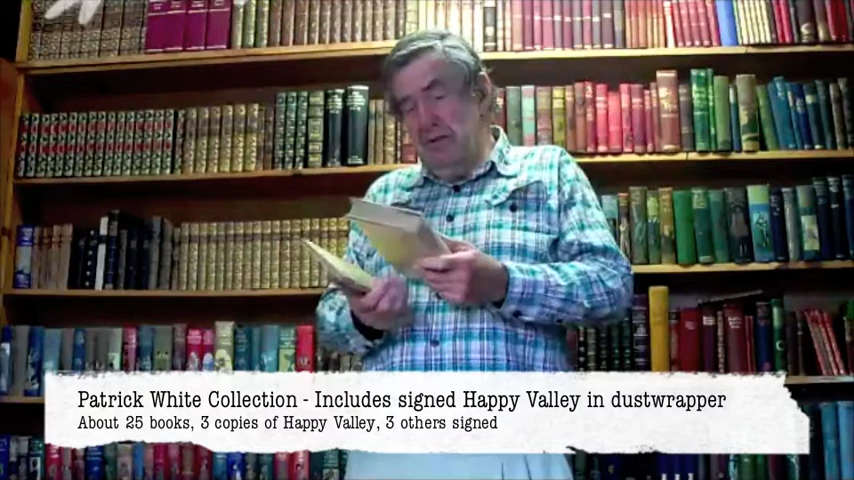 Patrick White Collection - Includes signed Happy Valley in dustwrapper
About 25 books, 3 copies of Happy Valley, 3 others signed